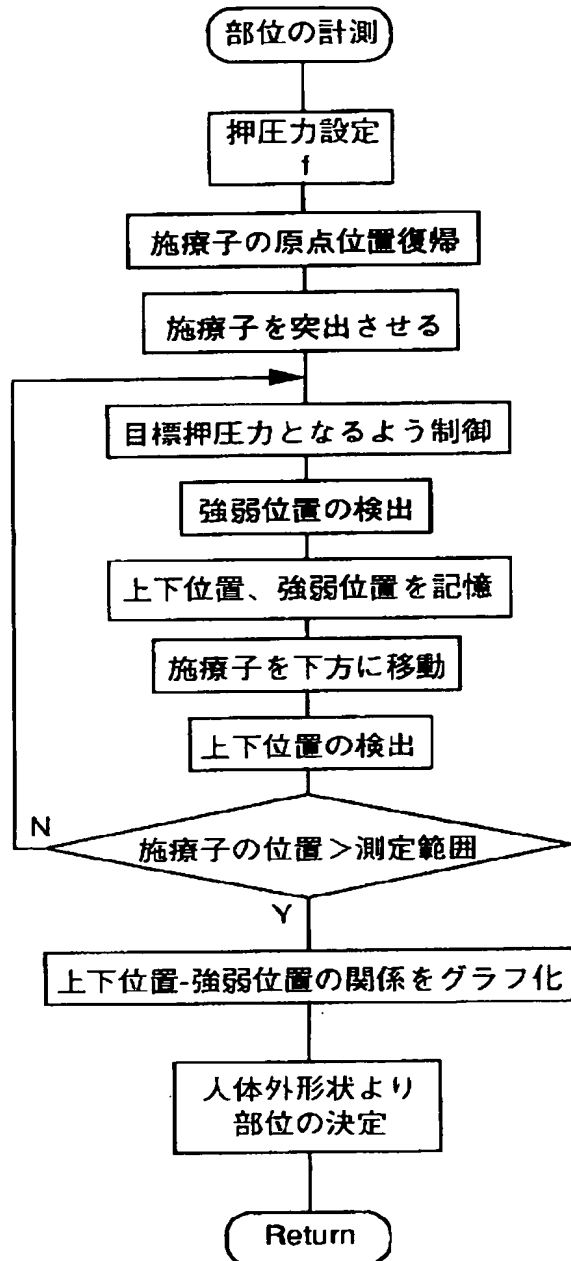 部位の計測
押圧力設定
f
施療子の原点位置復帰
施療子を突出させる
目標押圧力となるよう制御
強弱位置の検出
上下位置、強弱位置を記憶
施療子を下方に移動
上下位置の検出
N
施療子の位置＞測定範囲
Y
上下位置-強弱位置の関係をグラフ化
人体外形状より
部位の決定
Return